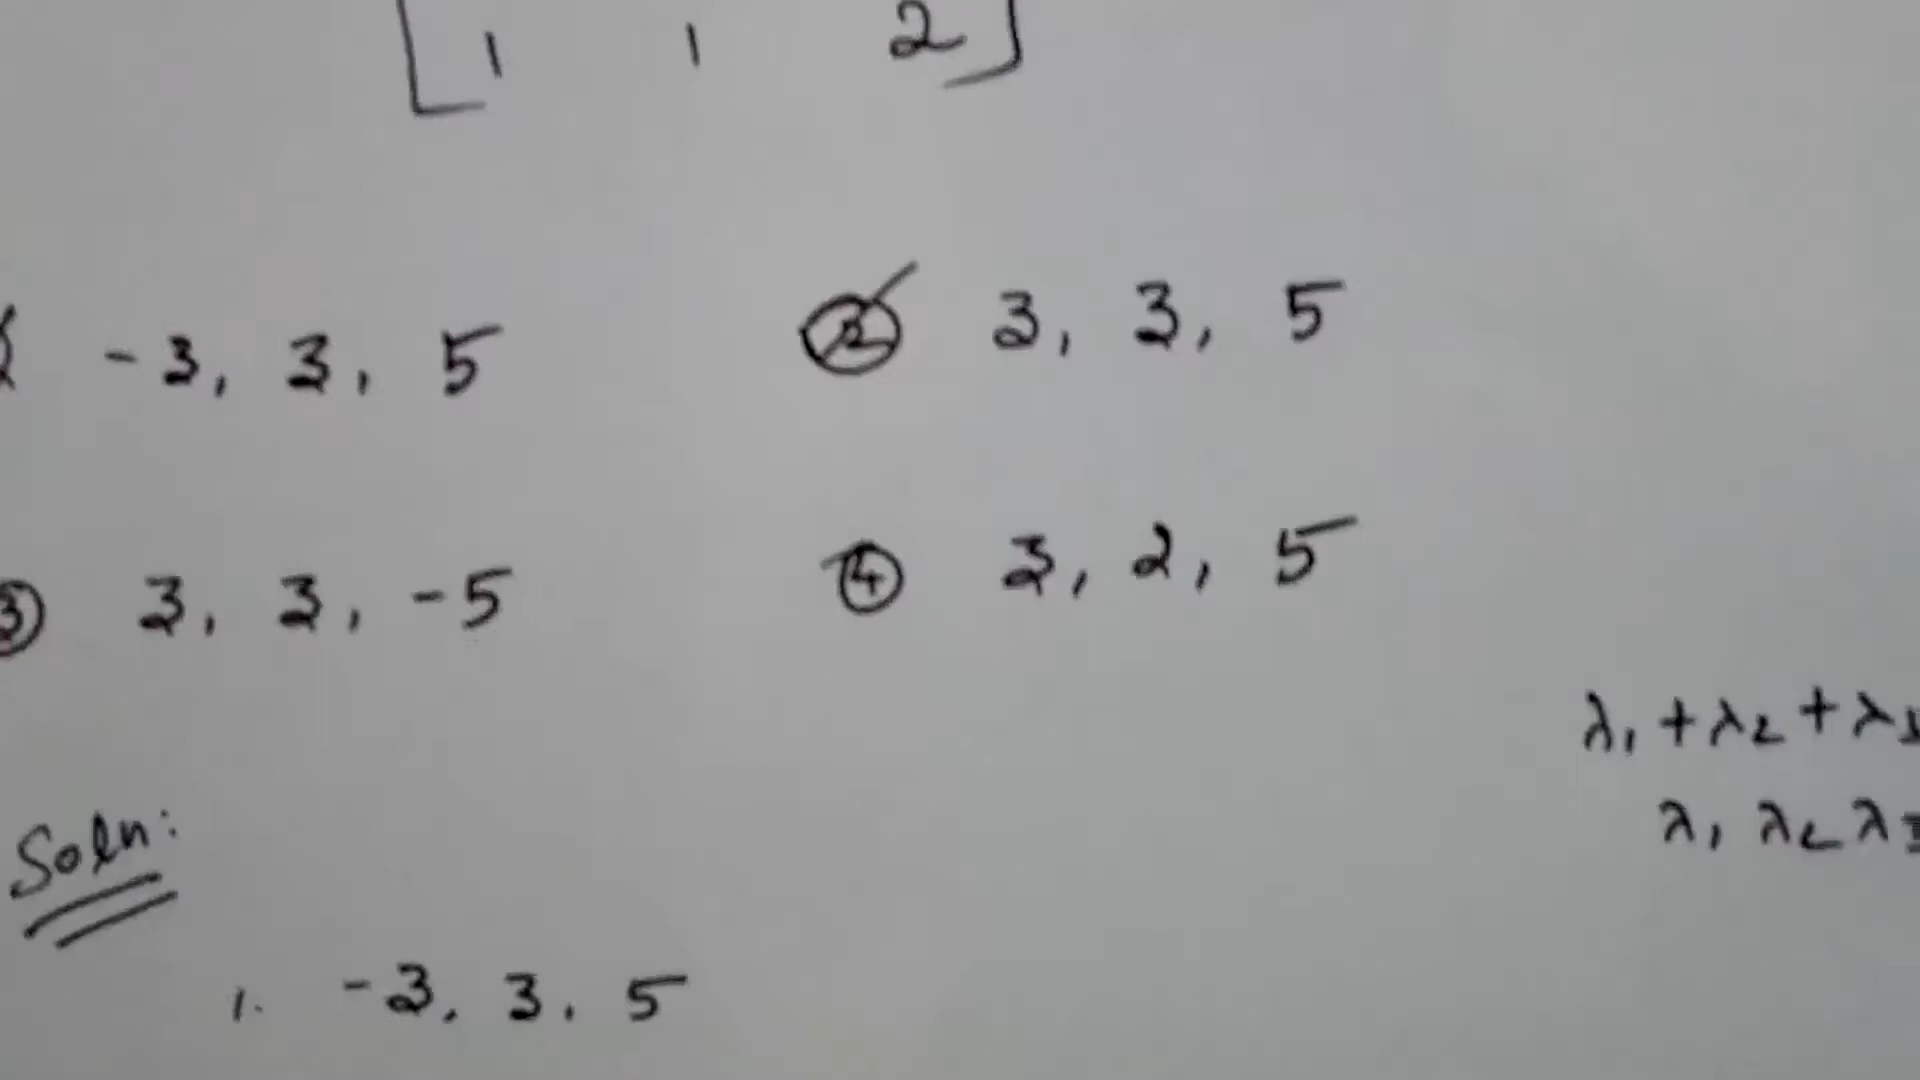 1 1 2
-3, 3, 5 ② 3, 3, 5
③ 3, 3, -5 ④ 3, 2, 5
λ₁ + λ₂ + λ
λ₁ λ₂ λ₃
Soln:
1. -3, 3, 5